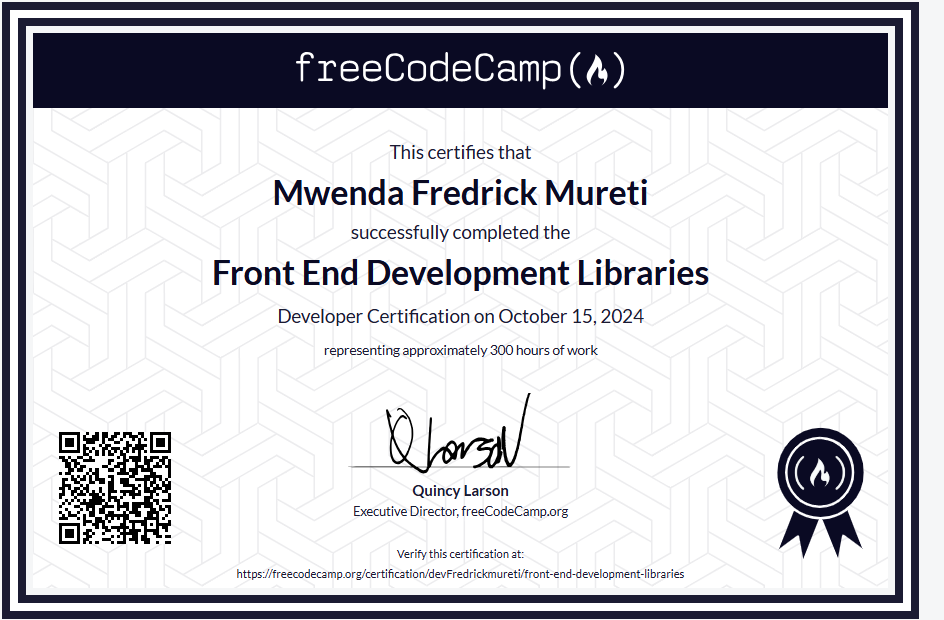 freeCodeCamp
This certifies that
Mwenda Fredrick Mureti
successfully completed the
Front End Development Libraries
Developer Certification on October 15, 2024
representing approximately 300 hours of work
Q Larson
Quincy Larson
Executive Director, freeCodeCamp.org
Verify this certification at:
https://freecodecamp.org/certification/devFredrickmureti/front-end-development-libraries